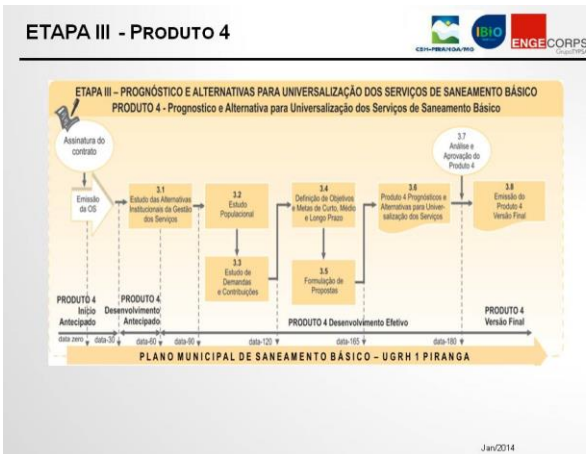 ETAPA III - PRODUTO 4
CBH-PIRANGA/MG
IBIO
ENGECORPS
ETAPA III – PROGNÓSTICO E ALTERNATIVAS PARA UNIVERSALIZAÇÃO DOS SERVIÇOS DE SANEAMENTO BÁSICO
PRODUTO 4 - Prognostico e Alternativa para Universalização dos Serviços de Saneamento Básico
Assinatura do
contrato
Emissão
da OS
3.1
Estudo das Alternativas
Institucionais da Gestão
dos Serviços
3.2
Estudo
Populacional
3.3
Estudo de
Demandas
e Contribuições
3.4
Definição de Objetivos
e Metas de Curto, Médio
e Longo Prazo
3.5
Formulação de
Propostas
3.6
Produto 4 Prognósticos e
Alternativas para Univer-
salização dos Serviços
3.7
Análise e
Aprovação do
Produto 4
3.8
Emissão do
Produto 4
Versão Final
PRODUTO 4
Início
Antecipado
PRODUTO 4
Desenvolvimento
Antecipado
PRODUTO 4 Desenvolvimento Efetivo
PRODUTO 4
Versão Final
data zero
data-30
data-60
data-90
data-120
data-165
data-180
PLANO MUNICIPAL DE SANEAMENTO BÁSICO – UGRH 1 PIRANGA
Jan/2014